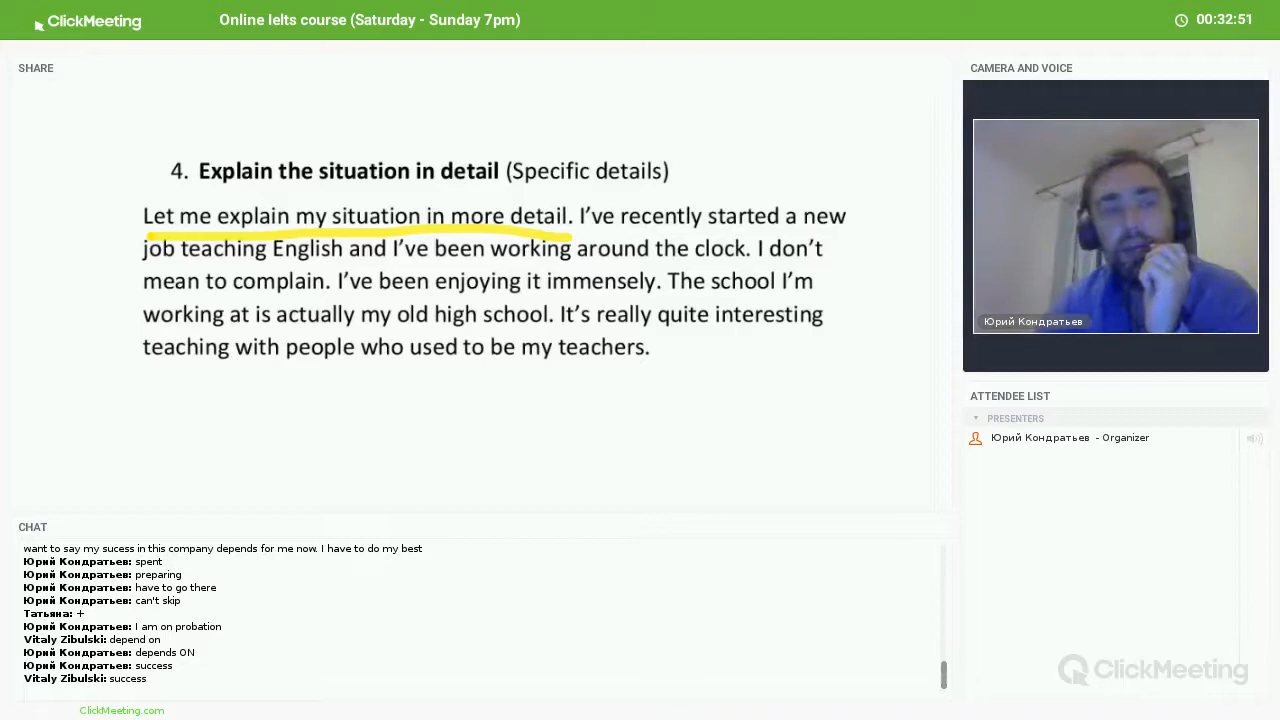 ClickMeeting
Online Ielts course (Saturday - Sunday 7pm)
00:32:51
SHARE
4. Explain the situation in detail (Specific details)
Let me explain my situation in more detail. I’ve recently started a new
job teaching English and I’ve been working around the clock. I don’t
mean to complain. I’ve been enjoying it immensely. The school I’m
working at is actually my old high school. It’s really quite interesting
teaching with people who used to be my teachers.
CAMERA AND VOICE
Юрий Кондратьев
ATTENDEE LIST
PRESENTERS
Юрий Кондратьев - Organizer
CHAT
want to say my sucess in this company depends for me now. I have to do my best
Юрий Кондратьев: spent
Юрий Кондратьев: preparing
Юрий Кондратьев: have to go there
Юрий Кондратьев: can't skip
Татьяна: +
Юрий Кондратьев: I am on probation
Vitaly Zibulski: depend on
Юрий Кондратьев: depends ON
Юрий Кондратьев: success
Vitaly Zibulski: success
ClickMeeting
ClickMeeting.com